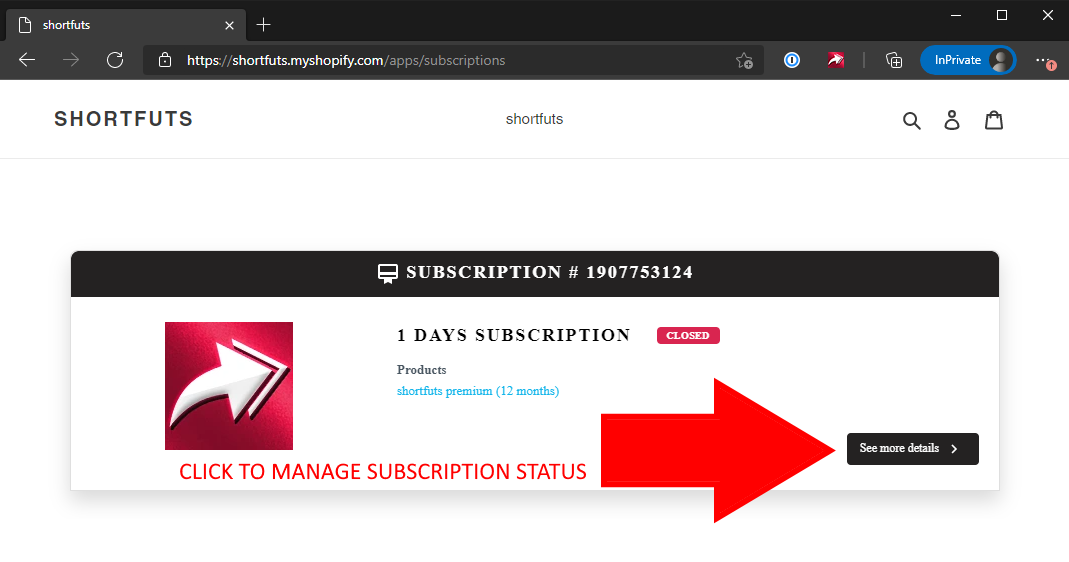 shortfuts
https://shortfuts.myshopify.com/apps/subscriptions
InPrivate
SHORTFUTS
shortfuts
SUBSCRIPTION # 1907753124
1 DAYS SUBSCRIPTION
CLOSED
Products
shortfuts premium (12 months)
See more details
CLICK TO MANAGE SUBSCRIPTION STATUS